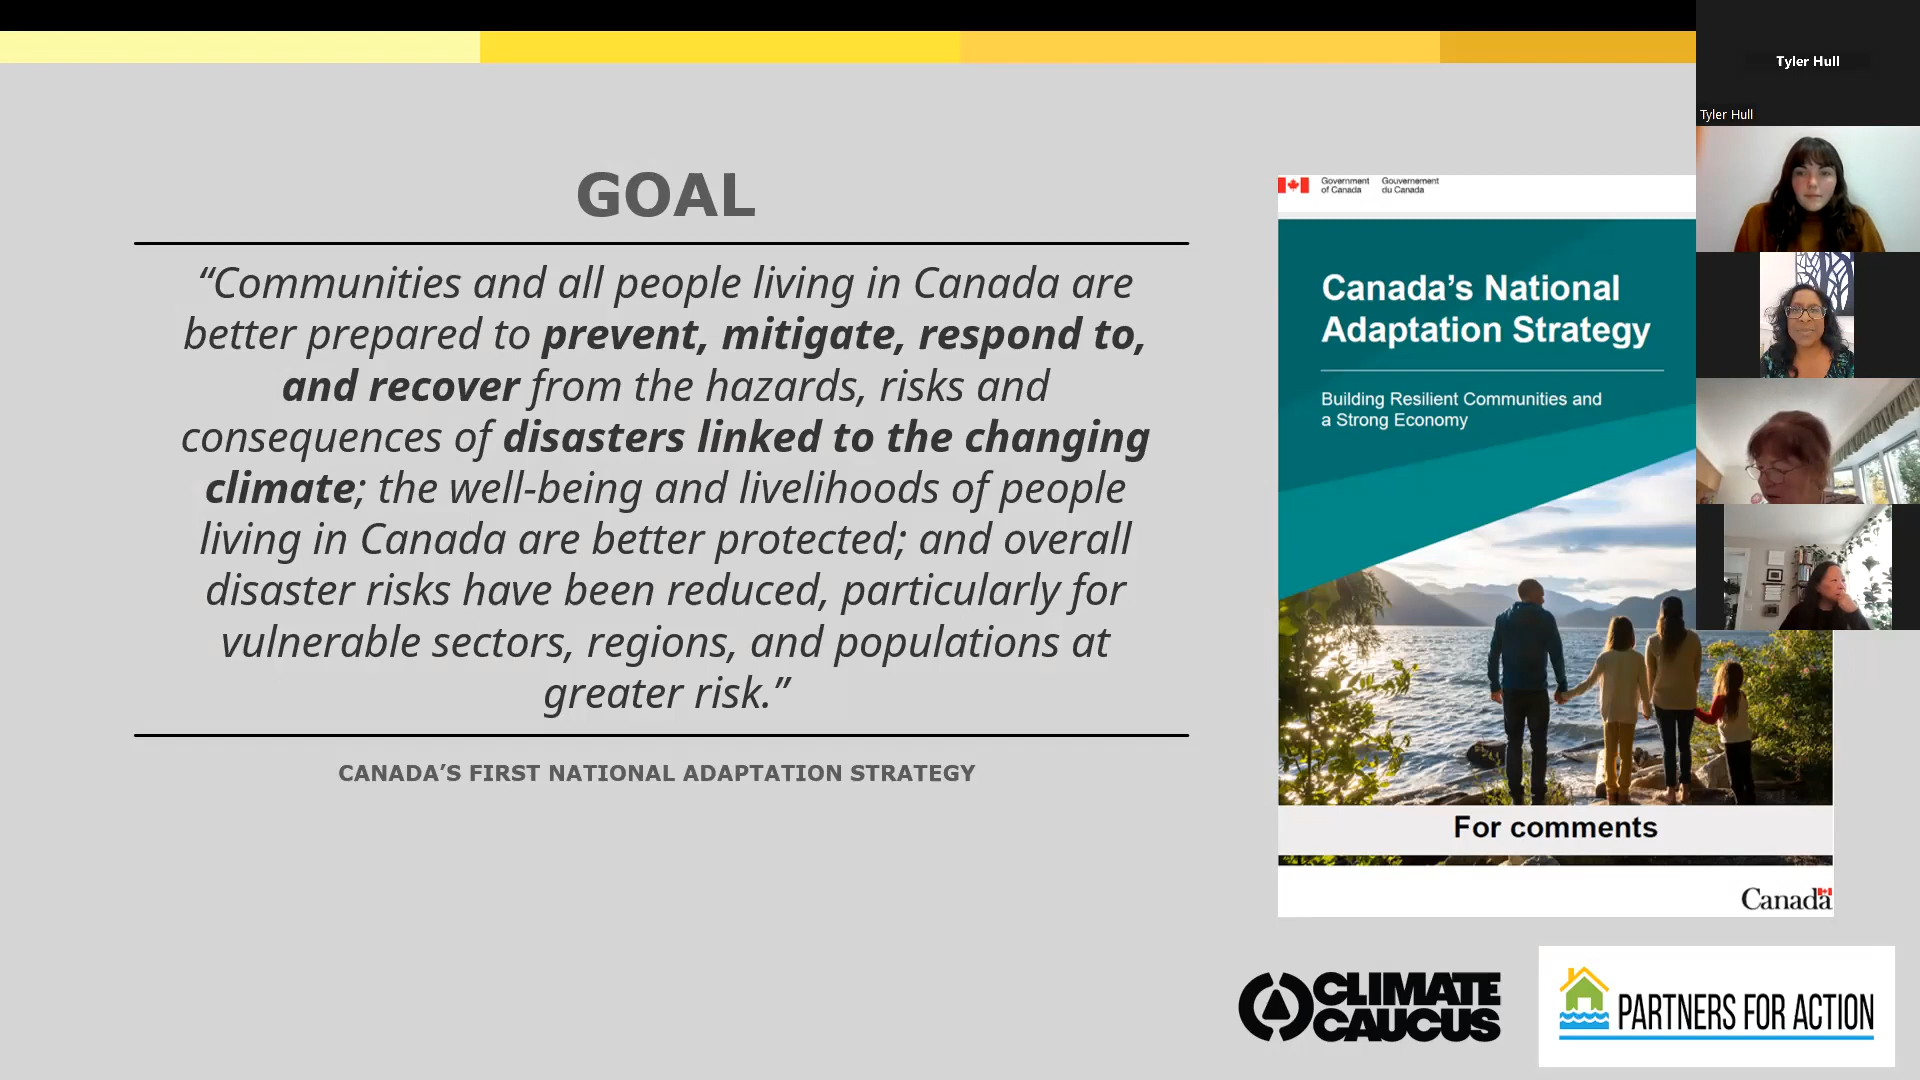 GOAL
“Communities and all people living in Canada are
better prepared to prevent, mitigate, respond to,
and recover from the hazards, risks and
consequences of disasters linked to the changing
climate; the well-being and livelihoods of people
living in Canada are better protected; and overall
disaster risks have been reduced, particularly for
vulnerable sectors, regions, and populations at
greater risk.”
CANADA’S FIRST NATIONAL ADAPTATION STRATEGY
Government Gouvernement
of Canada du Canada
Canada’s National
Adaptation Strategy
Building Resilient Communities and
a Strong Economy
For comments
Canada
CLIMATE
CAUCUS
PARTNERS FOR ACTION
Tyler Hull
Tyler Hull